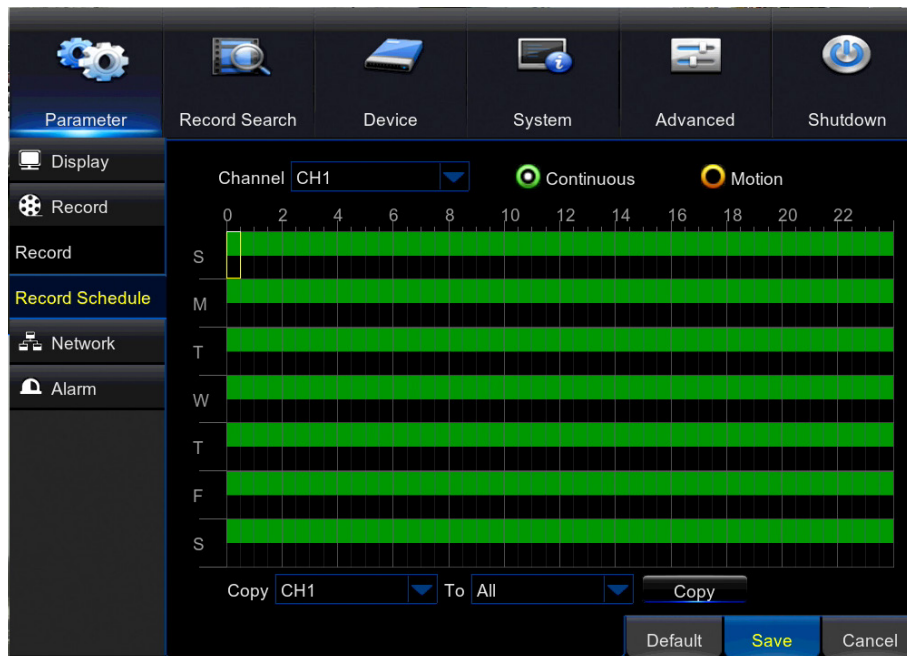 Parameter Record Search Device System Advanced Shutdown
Display
Channel CH1 Continuous Motion
Record
0 2 4 6 8 10 12 14 16 18 20 22
Record
S
Record Schedule
M
Network
T
Alarm
W
T
F
S
Copy CH1 To All Copy
Default Save Cancel